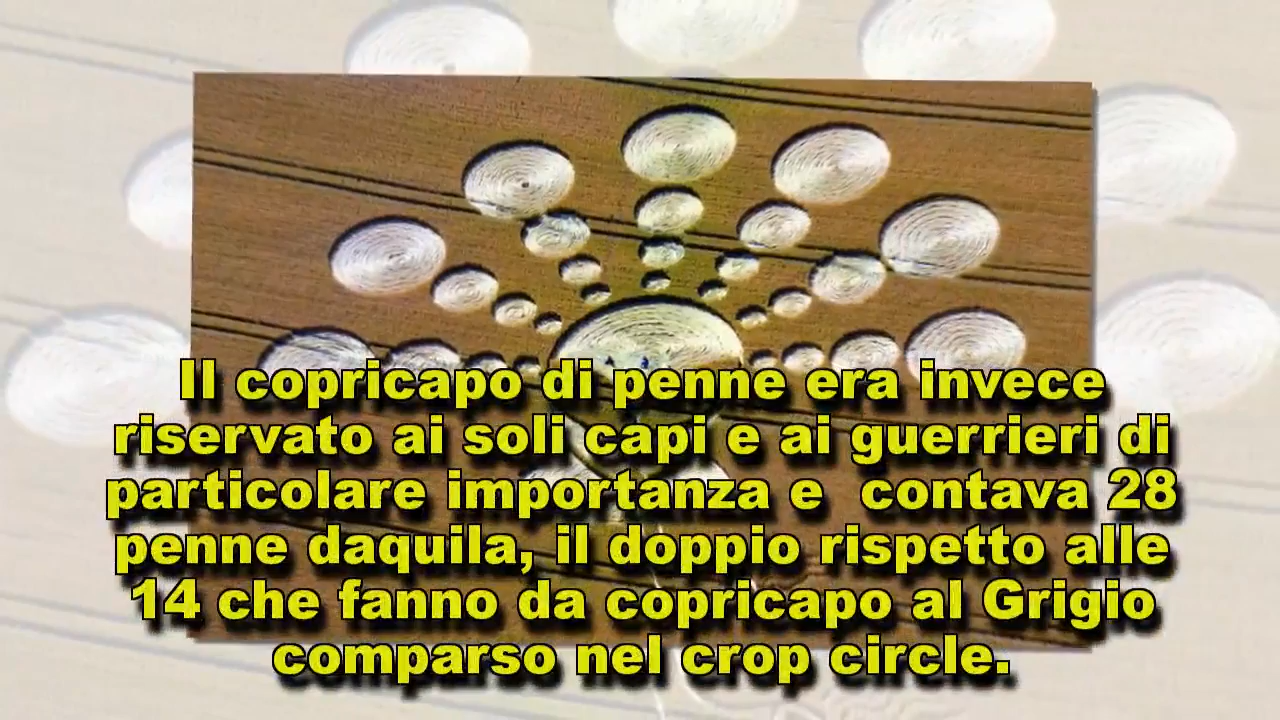 Il copricapo di penne era invece
riservato ai soli capi e ai guerrieri di
particolare importanza e  contava 28
penne daquila, il doppio rispetto alle
14 che fanno da copricapo al Grigio
comparso nel crop circle.